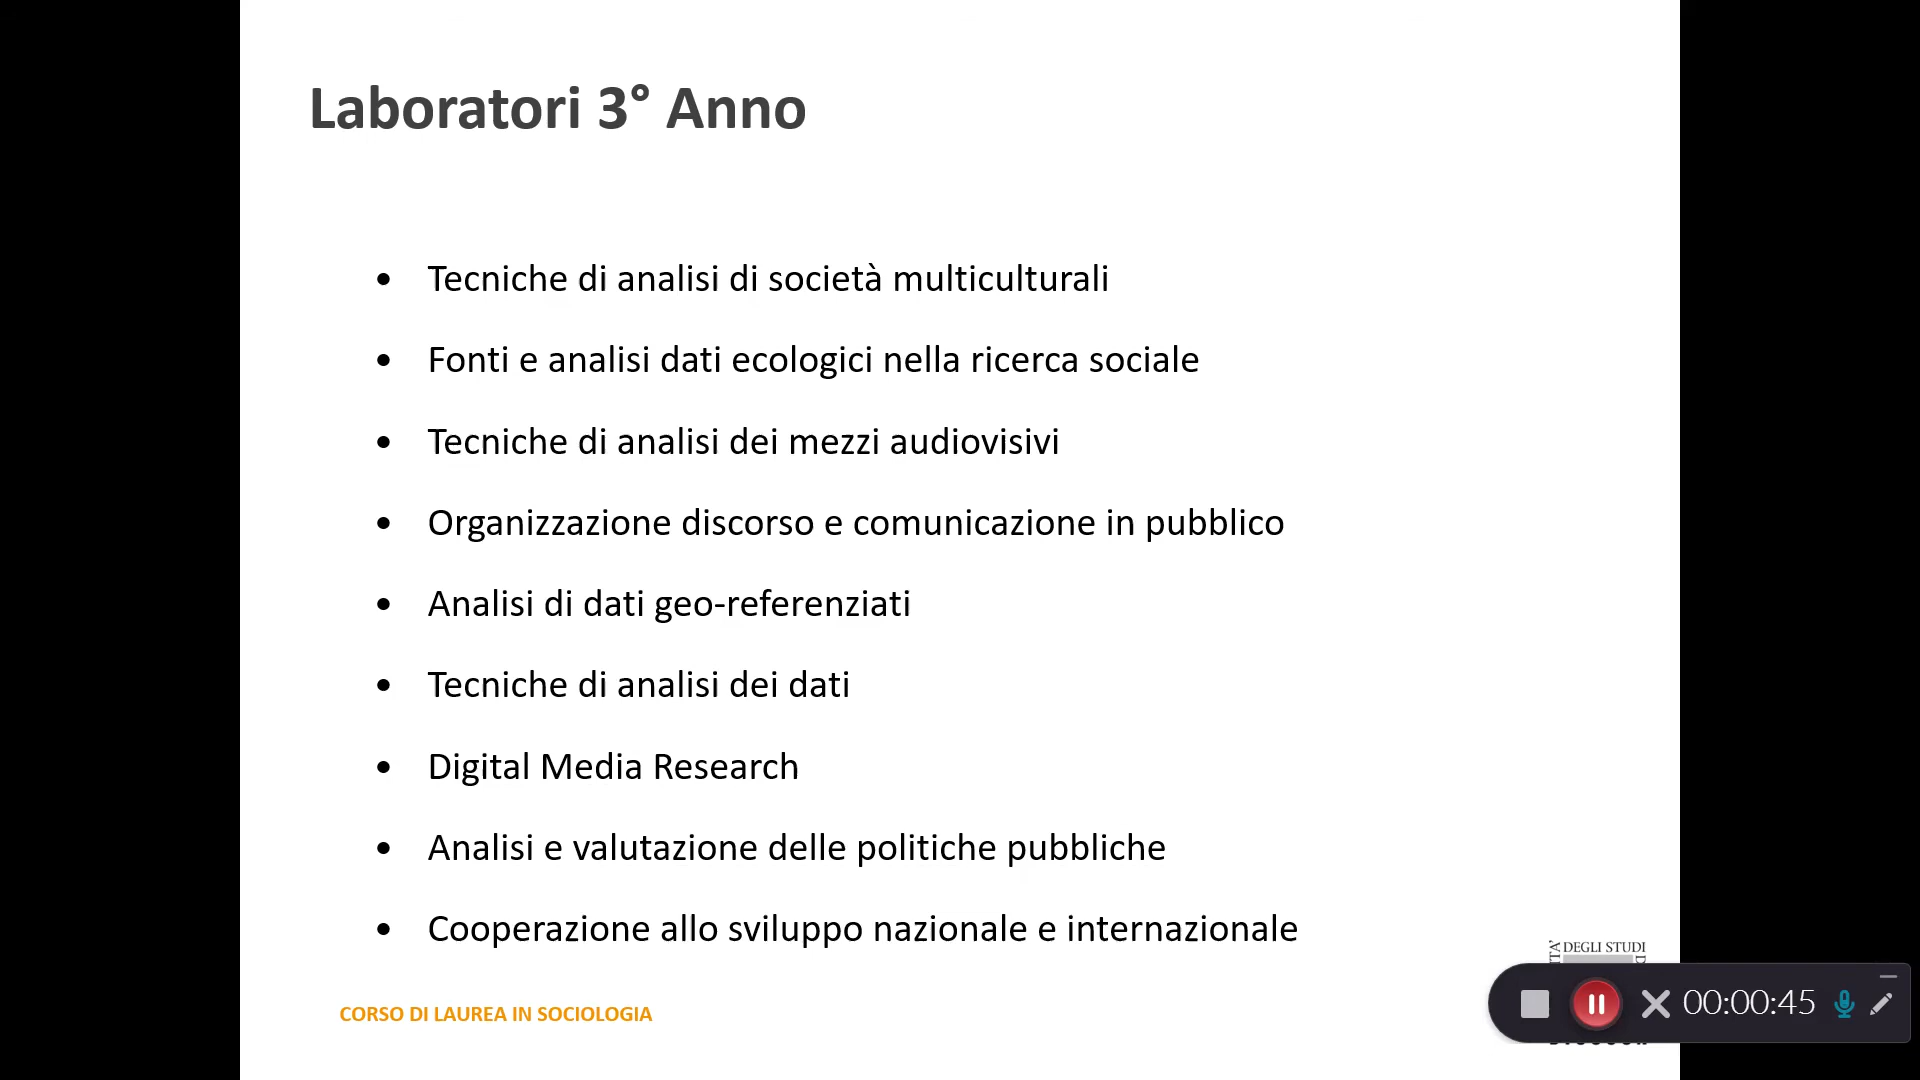 Laboratori 3° Anno
• Tecniche di analisi di società multiculturali
• Fonti e analisi dati ecologici nella ricerca sociale
• Tecniche di analisi dei mezzi audiovisivi
• Organizzazione discorso e comunicazione in pubblico
• Analisi di dati geo-referenziati
• Tecniche di analisi dei dati
• Digital Media Research
• Analisi e valutazione delle politiche pubbliche
• Cooperazione allo sviluppo nazionale e internazionale
DEGLI STUDI
CORSO DI LAUREA IN SOCIOLOGIA
00:00:45